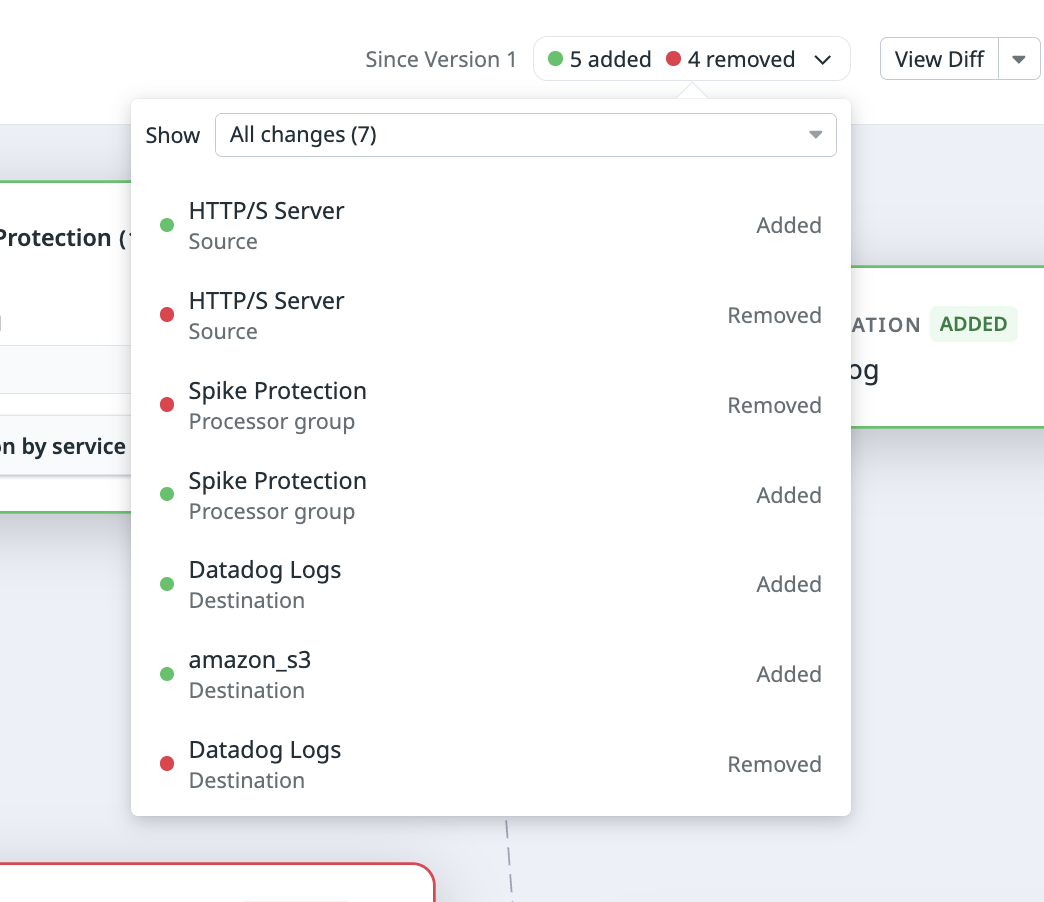 Since Version 1
5 added 4 removed
View Diff
Show
All changes (7)
HTTP/S Server
Source
Added
HTTP/S Server
Source
Removed
Spike Protection
Processor group
Removed
Spike Protection
Processor group
Added
Datadog Logs
Destination
Added
amazon_s3
Destination
Added
Datadog Logs
Destination
Removed
Protection (
n by service
ATION ADDED
og